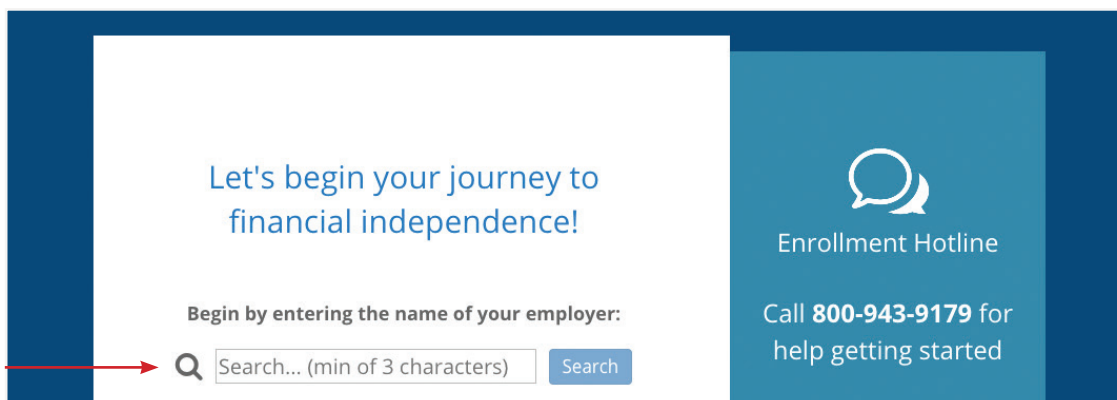 Let's begin your journey to
financial independence!
Begin by entering the name of your employer:
Search... (min of 3 characters)
Search
Enrollment Hotline
Call 800-943-9179 for
help getting started